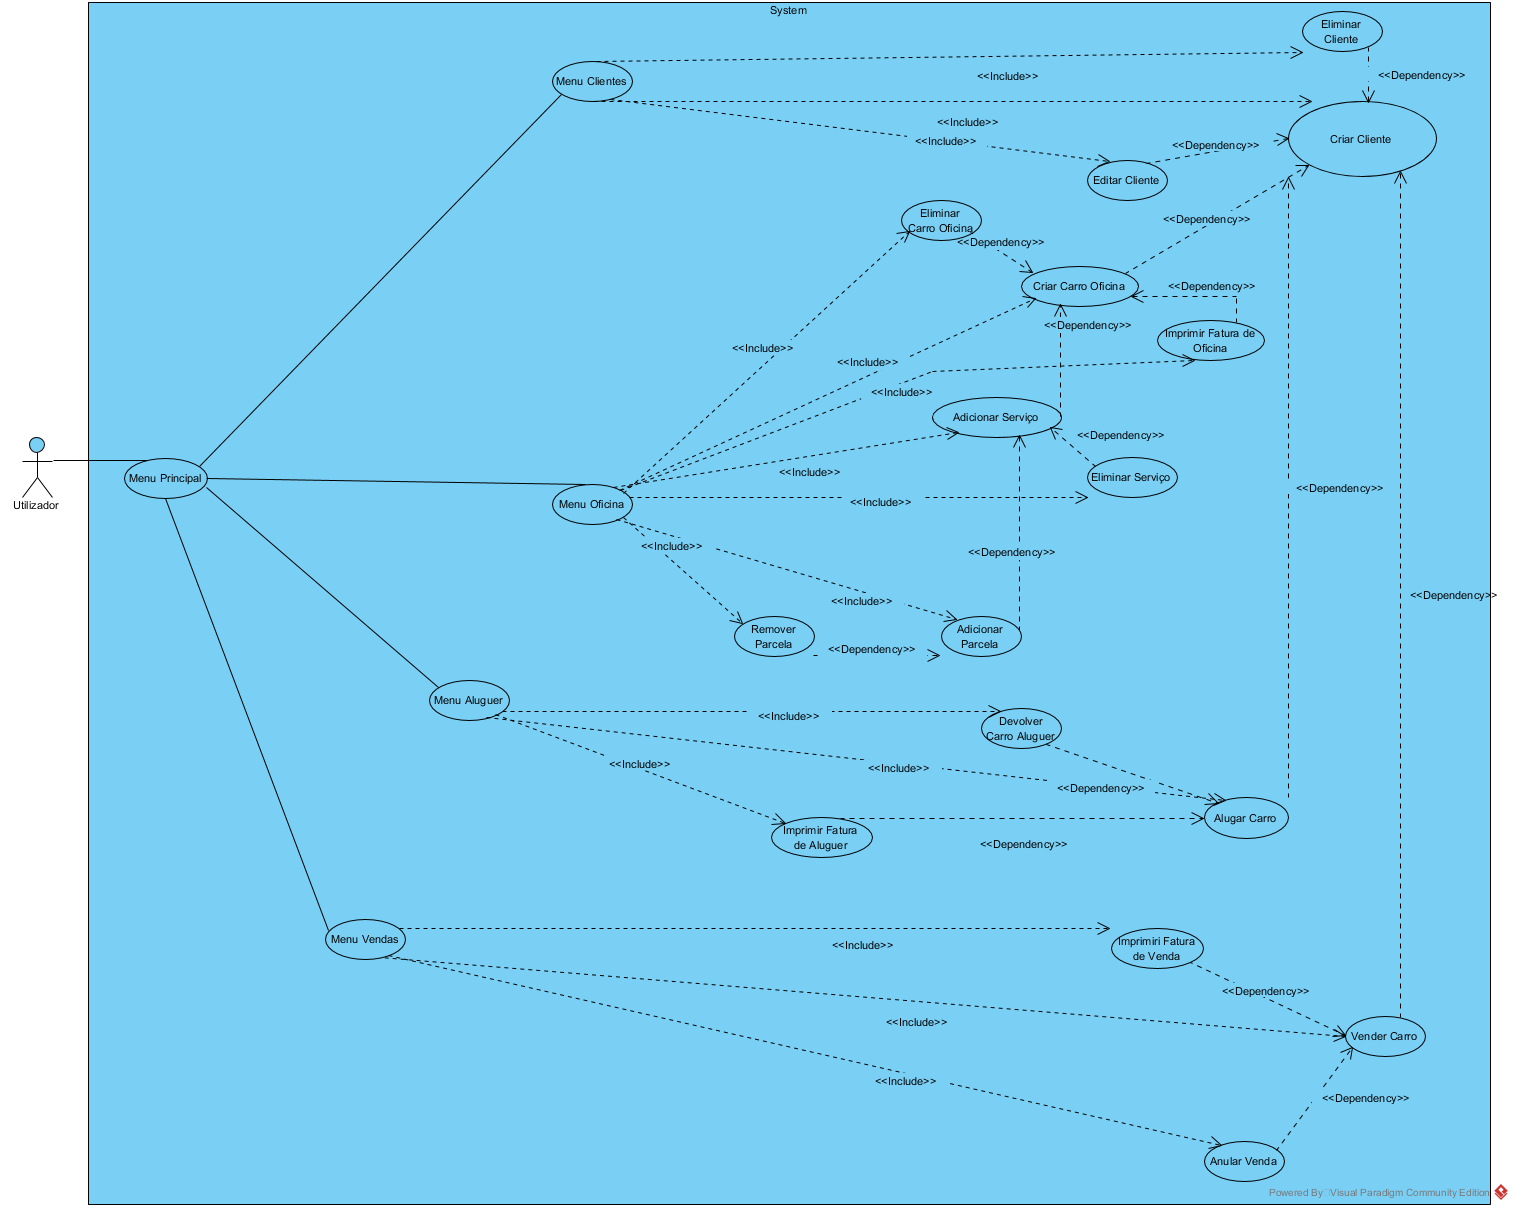 System
Eliminar
Cliente
<<Dependency>>
Menu Clientes
<<Include>>
<<Include>>
<<Include>>
Criar Cliente
<<Dependency>>
Editar Cliente
Eliminar
Carro Oficina
<<Dependency>>
<<Dependency>>
Criar Carro Oficina
<<Dependency>>
<<Dependency>>
Imprimir Fatura de
Oficina
<<Include>>
<<Include>>
<<Include>>
Adicionar Serviço
<<Dependency>>
<<Include>>
Eliminar Serviço
Utilizador
Menu Principal
Menu Oficina
<<Include>>
<<Dependency>>
<<Include>>
<<Dependency>>
<<Include>>
<<Dependency>>
Remover
Parcela
<<Dependency>>
Adicionar
Parcela
Menu Aluguer
<<Include>>
Devolver
Carro Aluguer
<<Include>>
<<Include>>
<<Dependency>>
Alugar Carro
Imprimir Fatura
de Aluguer
<<Dependency>>
Menu Vendas
<<Include>>
Imprimiri Fatura
de Venda
<<Dependency>>
<<Include>>
Vender Carro
<<Include>>
<<Dependency>>
Anular Venda
Powered By Visual Paradigm Community Edition